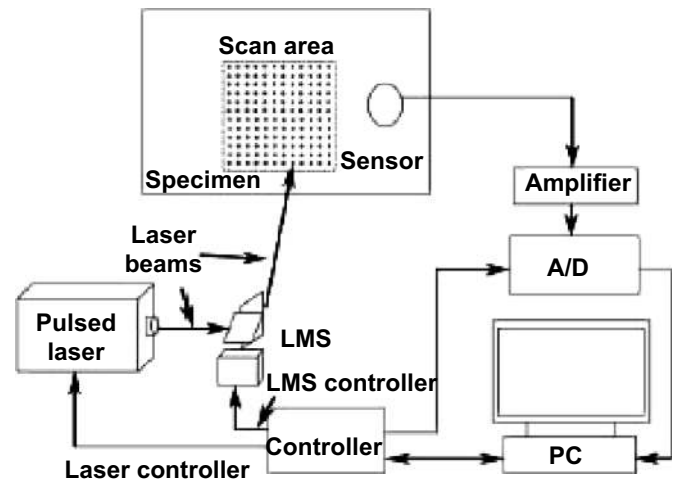 Scan area
Sensor
Specimen
Amplifier
Laser
beams
A/D
Pulsed
laser
LMS
LMS controller
Controller
PC
Laser controller